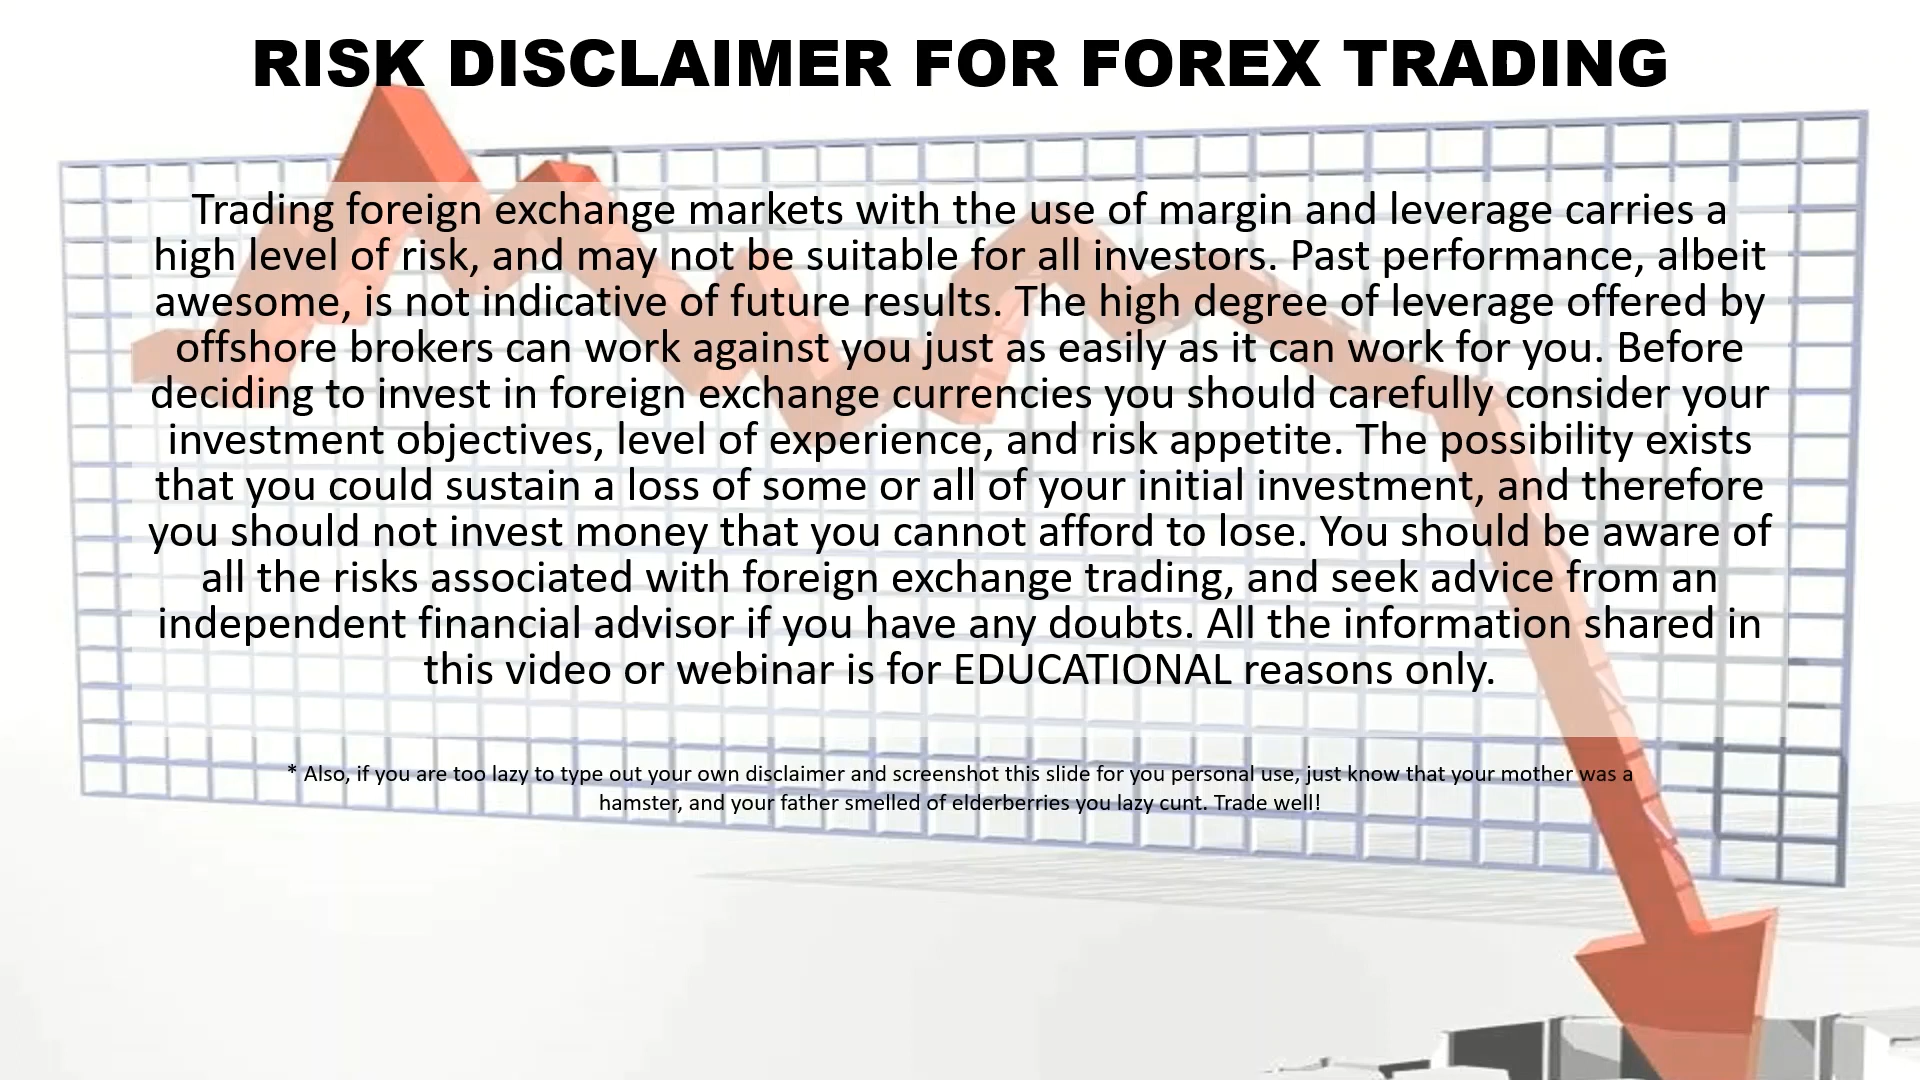 RISK DISCLAIMER FOR FOREX TRADING
Trading foreign exchange markets with the use of margin and leverage carries a
high level of risk, and may not be suitable for all investors. Past performance, albeit
awesome, is not indicative of future results. The high degree of leverage offered by
offshore brokers can work against you just as easily as it can work for you. Before
deciding to invest in foreign exchange currencies you should carefully consider your
investment objectives, level of experience, and risk appetite. The possibility exists
that you could sustain a loss of some or all of your initial investment, and therefore
you should not invest money that you cannot afford to lose. You should be aware of
all the risks associated with foreign exchange trading, and seek advice from an
independent financial advisor if you have any doubts. All the information shared in
this video or webinar is for EDUCATIONAL reasons only.
* Also, if you are too lazy to type out your own disclaimer and screenshot this slide for you personal use, just know that your mother was a
hamster, and your father smelled of elderberries you lazy cunt. Trade well!